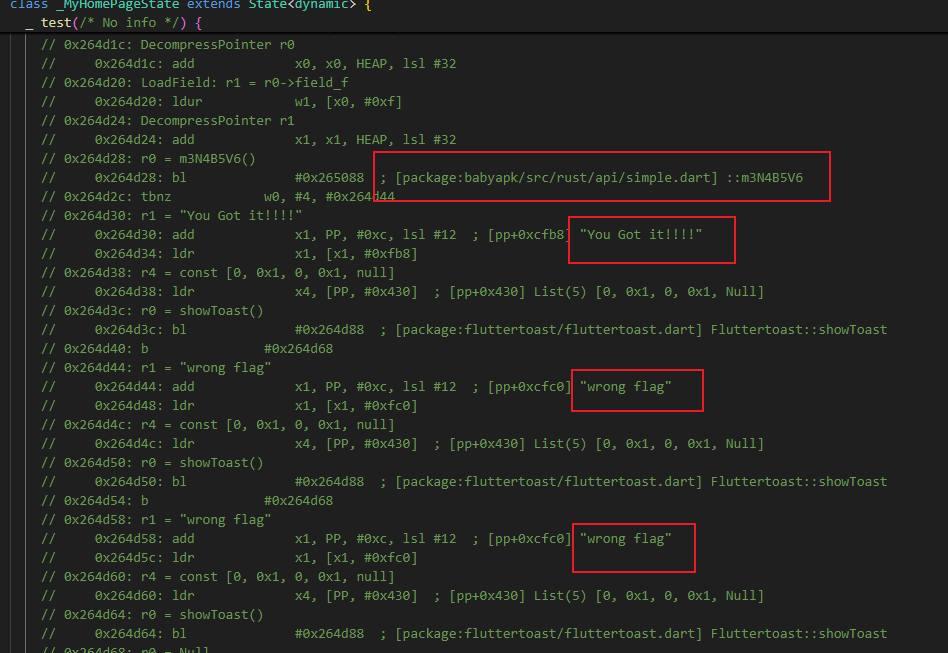 class _MyHomePageState extends State<dynamic> {
_ test(/* No info */) {
// 0x264d1c: DecompressPointer r0
// 0x264d1c: add x0, x0, HEAP, lsl #32
// 0x264d20: LoadField: r1 = r0->field_f
// 0x264d20: ldur w1, [x0, #0xf]
// 0x264d24: DecompressPointer r1
// 0x264d24: add x1, x1, HEAP, lsl #32
// 0x264d28: r0 = m3N4B5V6()
// 0x264d28: bl #0x265088 ; [package:babyapk/src/rust/api/simple.dart] ::m3N4B5V6
// 0x264d2c: tbnz w0, #4, #0x264d44
// 0x264d30: r1 = "You Got it!!!!"
// 0x264d30: add x1, PP, #0xc, lsl #12 ; [pp+0xcfb8] "You Got it!!!!"
// 0x264d34: ldr x1, [x1, #0xfb8]
// 0x264d38: r4 = const [0, 0x1, 0, 0x1, null]
// 0x264d38: ldr x4, [PP, #0x430] ; [pp+0x430] List(5) [0, 0x1, 0, 0x1, Null]
// 0x264d3c: r0 = showToast()
// 0x264d3c: bl #0x264d88 ; [package:fluttertoast/fluttertoast.dart] Fluttertoast::showToast
// 0x264d40: b #0x264d68
// 0x264d44: r1 = "wrong flag"
// 0x264d44: add x1, PP, #0xc, lsl #12 ; [pp+0xcfc0] "wrong flag"
// 0x264d48: ldr x1, [x1, #0xfc0]
// 0x264d4c: r4 = const [0, 0x1, 0, 0x1, null]
// 0x264d4c: ldr x4, [PP, #0x430] ; [pp+0x430] List(5) [0, 0x1, 0, 0x1, Null]
// 0x264d50: r0 = showToast()
// 0x264d50: bl #0x264d88 ; [package:fluttertoast/fluttertoast.dart] Fluttertoast::showToast
// 0x264d54: b #0x264d68
// 0x264d58: r1 = "wrong flag"
// 0x264d58: add x1, PP, #0xc, lsl #12 ; [pp+0xcfc0] "wrong flag"
// 0x264d5c: ldr x1, [x1, #0xfc0]
// 0x264d60: r4 = const [0, 0x1, 0, 0x1, null]
// 0x264d60: ldr x4, [PP, #0x430] ; [pp+0x430] List(5) [0, 0x1, 0, 0x1, Null]
// 0x264d64: r0 = showToast()
// 0x264d64: bl #0x264d88 ; [package:fluttertoast/fluttertoast.dart] Fluttertoast::showToast
// 0x264d68: r0 = Null